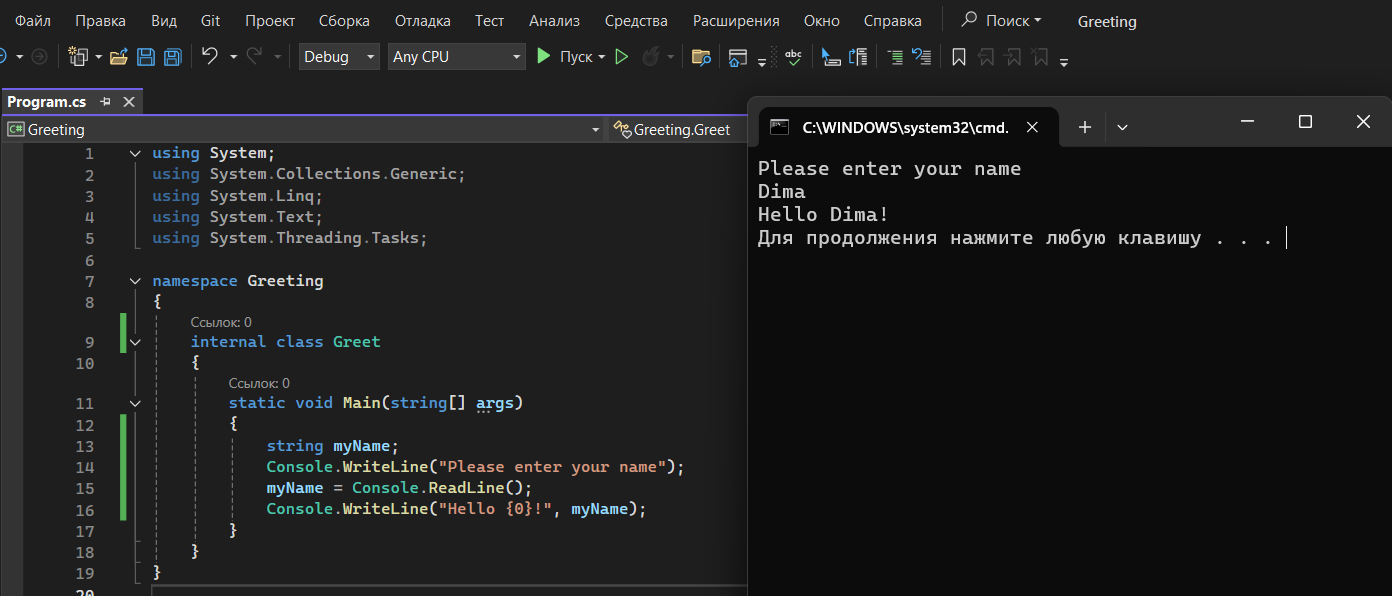 Файл Правка Вид Git Проект Сборка Отладка Тест Анализ Средства Расширения Окно Справка Поиск Greeting
Debug Any CPU Пуск abc
Program.cs
C# Greeting Greeting.Greet
1 using System;
2 using System.Collections.Generic;
3 using System.Linq;
4 using System.Text;
5 using System.Threading.Tasks;
6
7 namespace Greeting
8 {
Ссылок: 0
9 internal class Greet
10 {
Ссылок: 0
11 static void Main(string[] args)
12 {
13 string myName;
14 Console.WriteLine("Please enter your name");
15 myName = Console.ReadLine();
16 Console.WriteLine("Hello {0}!", myName);
17 }
18 }
19 }
20
C:\WINDOWS\system32\cmd.
Please enter your name
Dima
Hello Dima!
Для продолжения нажмите любую клавишу . . .